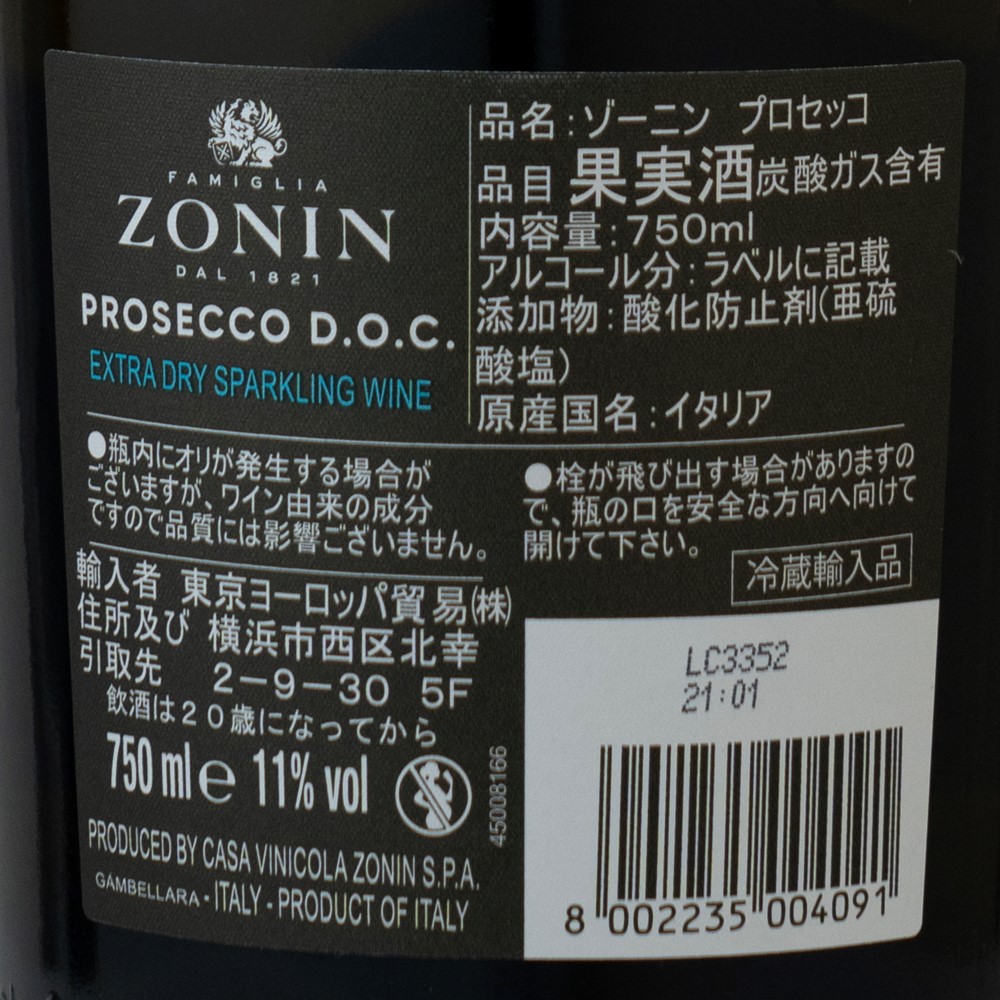 FAMIGLIA
ZONIN
DAL 1821
PROSECCO D.O.C.
EXTRA DRY SPARKLING WINE
品名:ゾーニン プロセッコ
品目 果実酒炭酸ガス含有
内容量:750ml
アルコール分:ラベルに記載
添加物:酸化防止剤(亜硫
酸塩)
原産国名:イタリア
●瓶内にオリが発生する場合が
ございますが、ワイン由来の成分
ですので品質には影響ございません。
●栓が飛び出す場合がありますの
で、瓶の口を安全な方向へ向けて
開けて下さい。
冷蔵輸入品
輸入者 東京ヨーロッパ貿易(株)
住所及び 横浜市西区北幸
引取先 2-9-30 5F
飲酒は20歳になってから
750 ml e 11% vol
45008166
PRODUCED BY CASA VINICOLA ZONIN S.P.A.
GAMBELLARA - ITALY - PRODUCT OF ITALY
LC3352
21:01
8 002235 004091